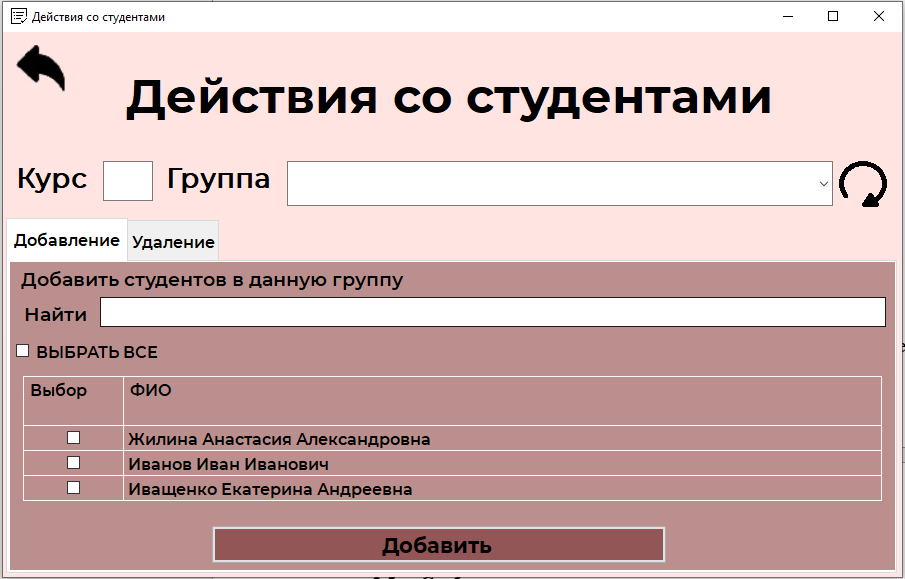 Действия со студентами
Действия со студентами
Курс Группа
Добавление Удаление
Добавить студентов в данную группу
Найти
ВЫБРАТЬ ВСЕ
Выбор ФИО
Жилина Анастасия Александровна
Иванов Иван Иванович
Иващенко Екатерина Андреевна
Добавить